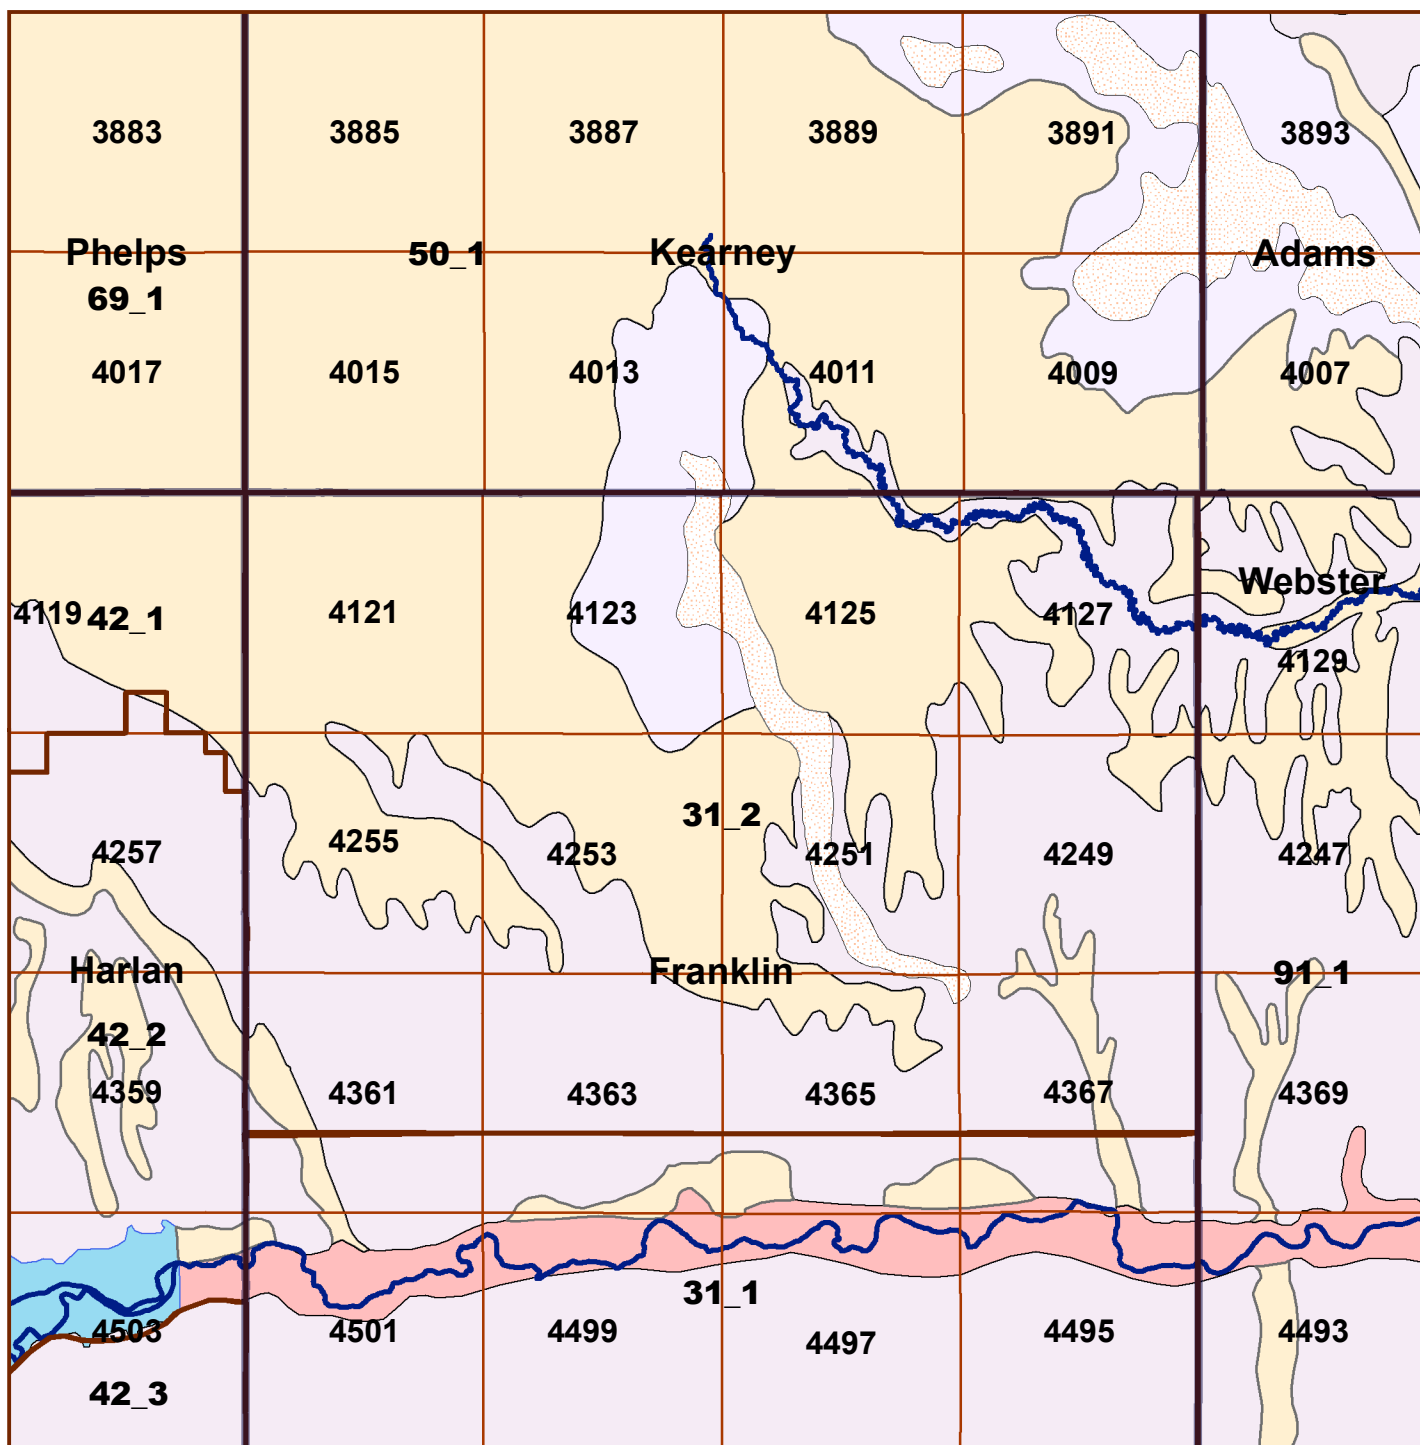 3883 3885 3887 3889 3891 3893
Phelps 50_1 Kearney Adams
69_1
4017 4015 4013 4011 4009 4007
Webster
4119 42_1 4121 4123 4125 4127
4129
31_2
4257 4255 4253 4251 4249 4247
Harlan Franklin 91_1
42_2
4359 4361 4363 4365 4367 4369
31_1
4503 4501 4499 4497 4495 4493
42_3